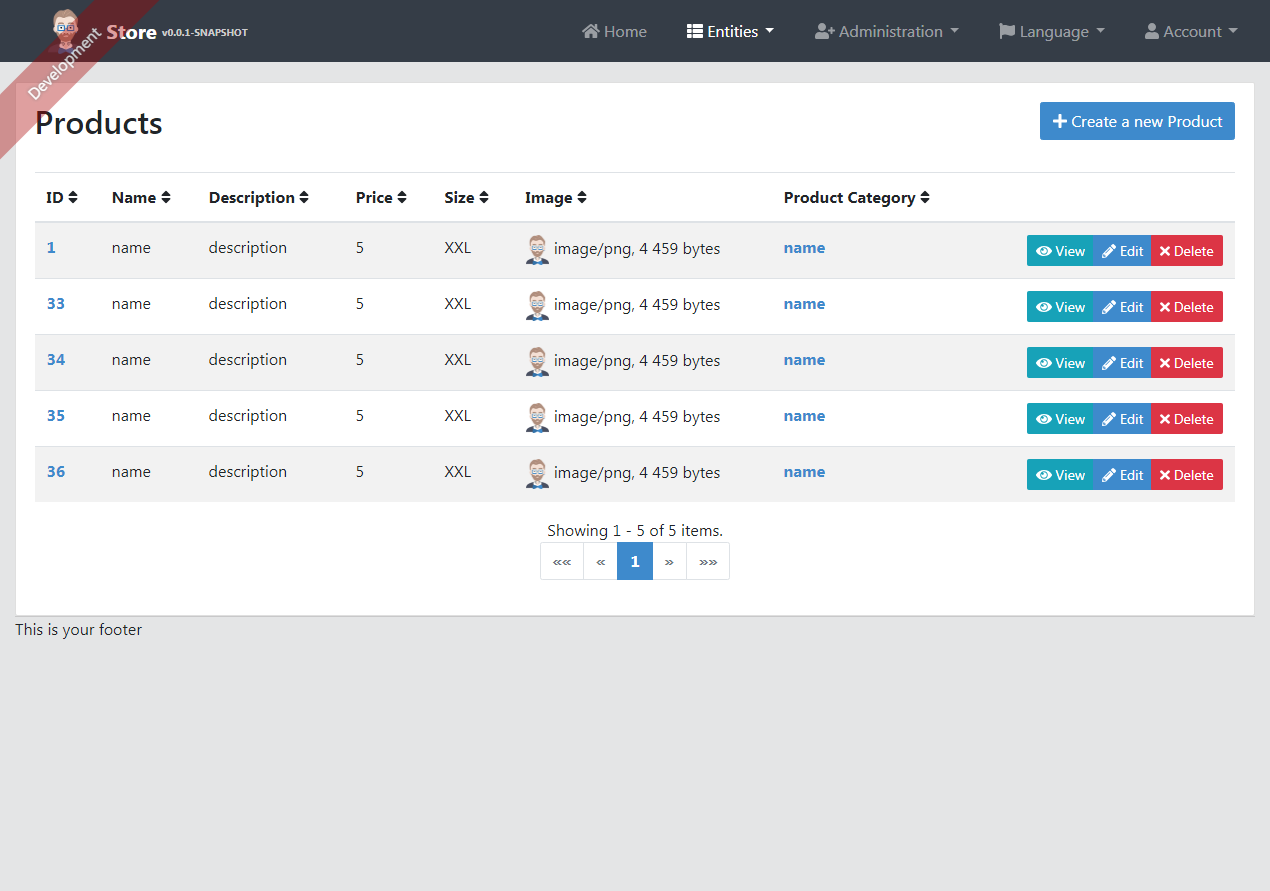 Development
Store v0.0.1-SNAPSHOT Home Entities Administration Language Account
Products Create a new Product
ID Name Description Price Size Image Product Category
1 name description 5 XXL image/png, 4 459 bytes name View Edit Delete
33 name description 5 XXL image/png, 4 459 bytes name View Edit Delete
34 name description 5 XXL image/png, 4 459 bytes name View Edit Delete
35 name description 5 XXL image/png, 4 459 bytes name View Edit Delete
36 name description 5 XXL image/png, 4 459 bytes name View Edit Delete
Showing 1 - 5 of 5 items.
«« « 1 » »»
This is your footer